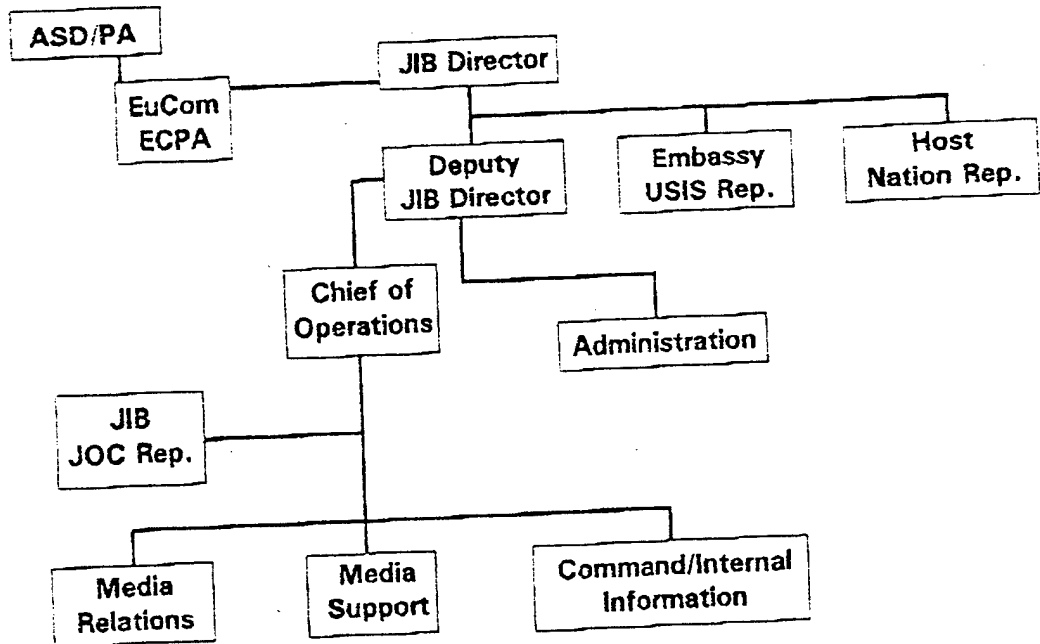 ASD/PA
JIB Director
EuCom
ECPA
Deputy
JIB Director
Embassy
USIS Rep.
Host
Nation Rep.
Chief of
Operations
Administration
JIB
JOC Rep.
Media
Relations
Media
Support
Command/Internal
Information